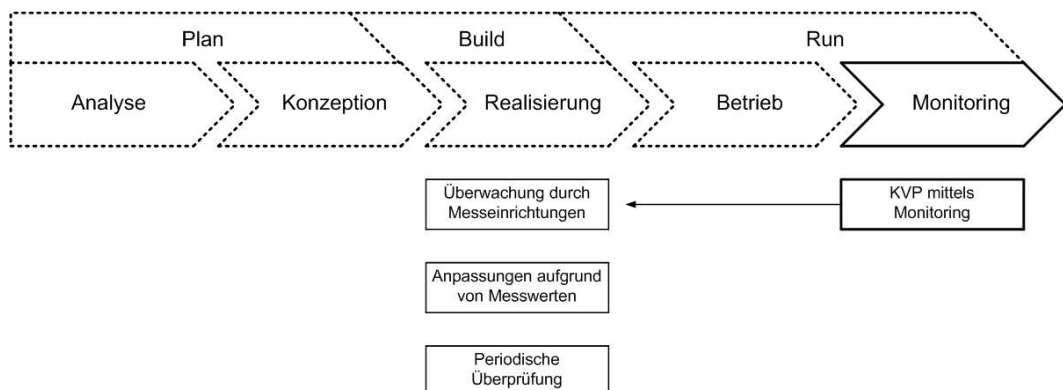 Plan
Build
Run
Analyse
Konzeption
Realisierung
Betrieb
Monitoring
Überwachung durch
Messeinrichtungen
KVP mittels
Monitoring
Anpassungen aufgrund
von Messwerten
Periodische
Überprüfung